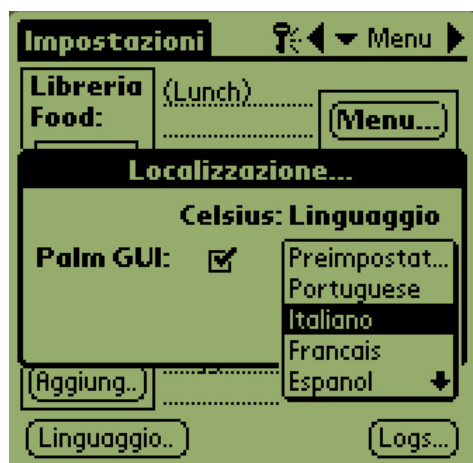 Impostazioni Menu
Libreria
Food:
(Lunch)
Menu...
Localizzazione...
Celsius: Linguaggio
Palm GUI:
Preimpostat...
Portuguese
Italiano
Francais
Espanol
Aggiung..
Linguaggio..
Logs...